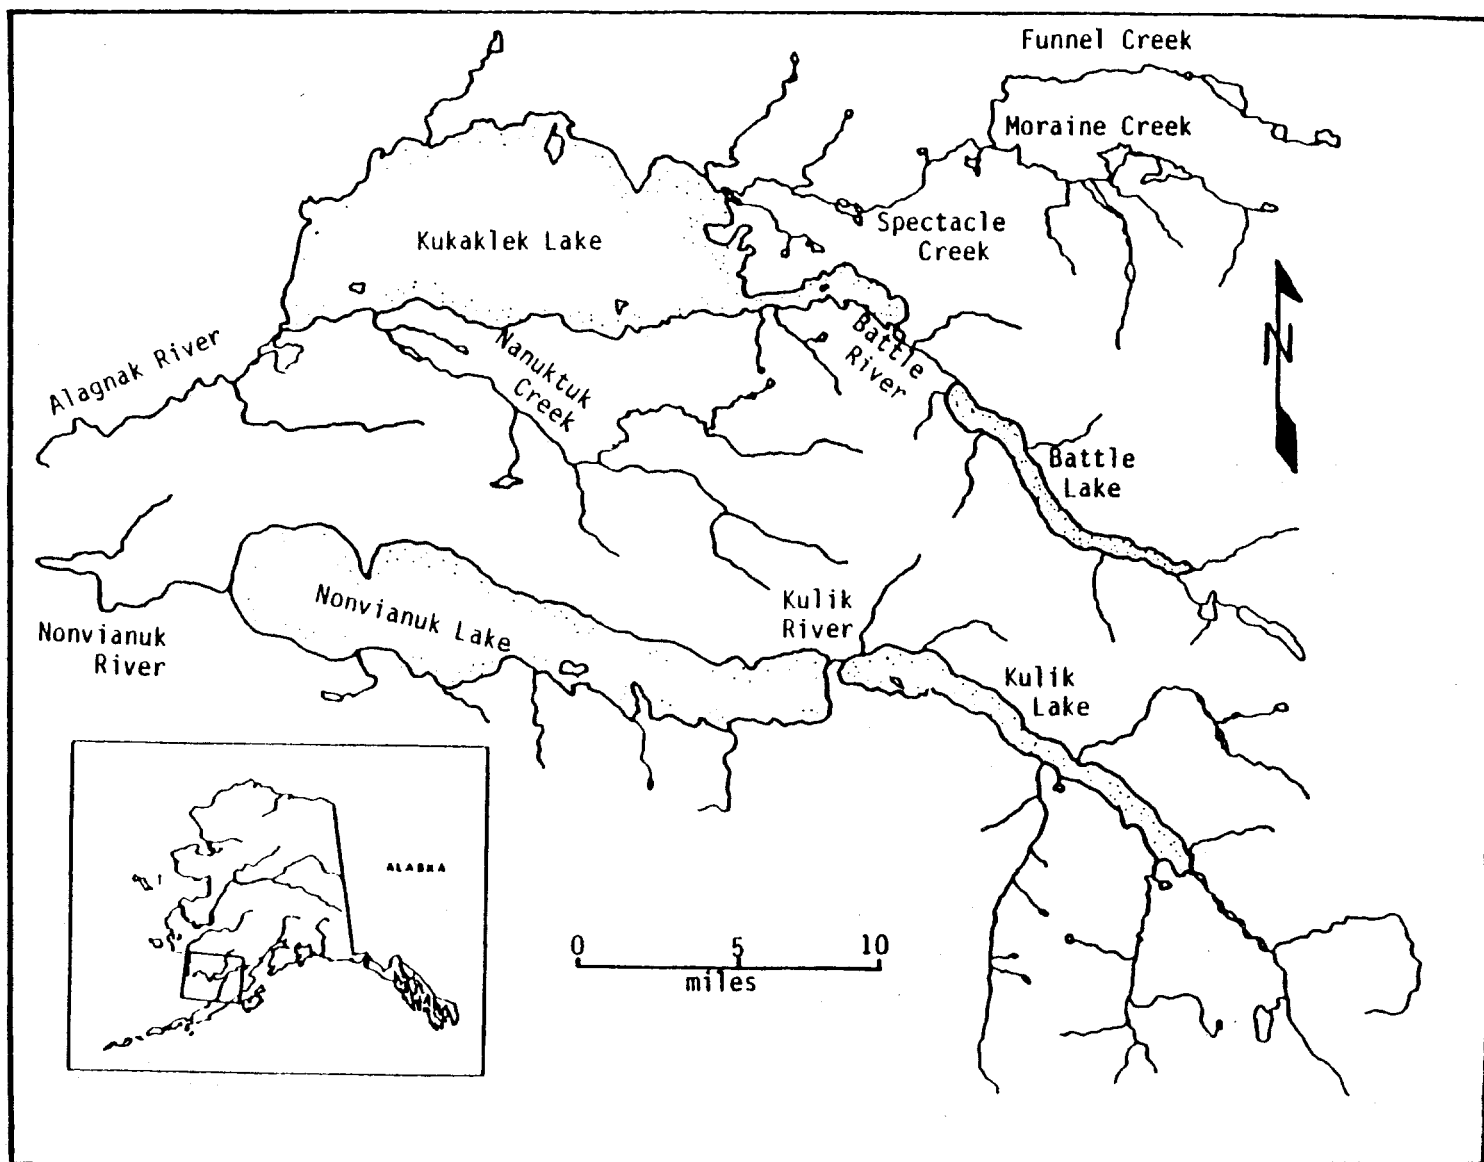 Funnel Creek
Moraine Creek
Kukaklek Lake
Spectacle
Creek
Alagnak River
Nanuktuk
Creek
Battle
River
Battle
Lake
Nonvianuk Lake
Kulik
River
Nonvianuk
River
Kulik
Lake
N
ALASKA
0 5 10
miles